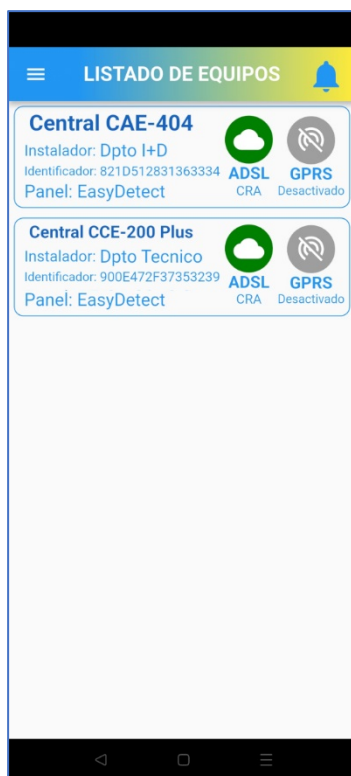 LISTADO DE EQUIPOS
Central CAE-404
Instalador: Dpto I+D
Identificador: 821D512831363334
Panel: EasyDetect
ADSL
CRA
GPRS
Desactivado
Central CCE-200 Plus
Instalador: Dpto Tecnico
Identificador: 900E472F37353239
Panel: EasyDetect
ADSL
CRA
GPRS
Desactivado